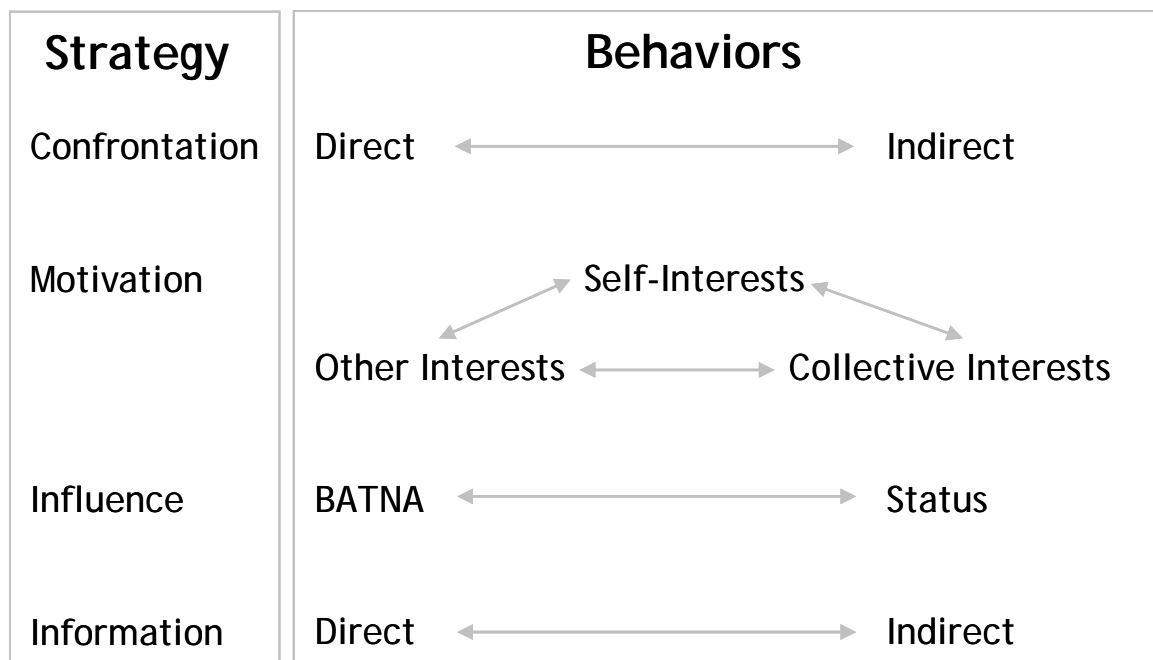 Strategy Behaviors
Confrontation Direct Indirect
Motivation Self-Interests
Other Interests Collective Interests
Influence BATNA Status
Information Direct Indirect